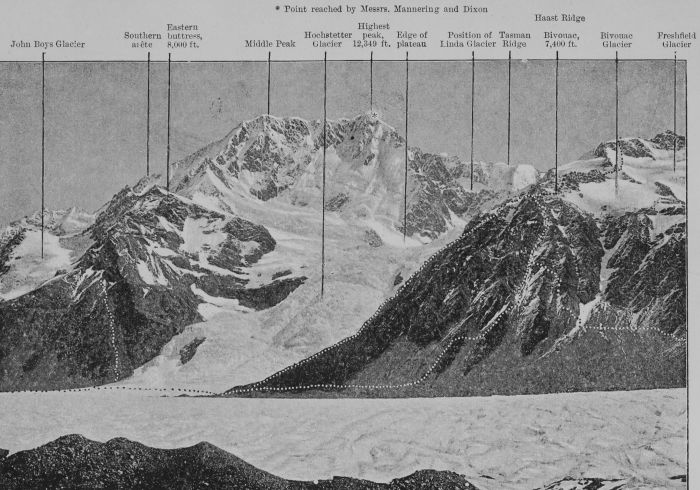 * Point reached by Messrs. Mannering and Dixon
Haast Ridge
John Boys Glacier
Southern
arête
Eastern
buttress,
8,000 ft.
Middle Peak
Hochstetter
Glacier
Highest
peak,
12,349 ft.
Edge of
plateau
Position of
Linda Glacier
Tasman
Ridge
Bivouac,
7,400 ft.
Bivouac
Glacier
Freshfield
Glacier